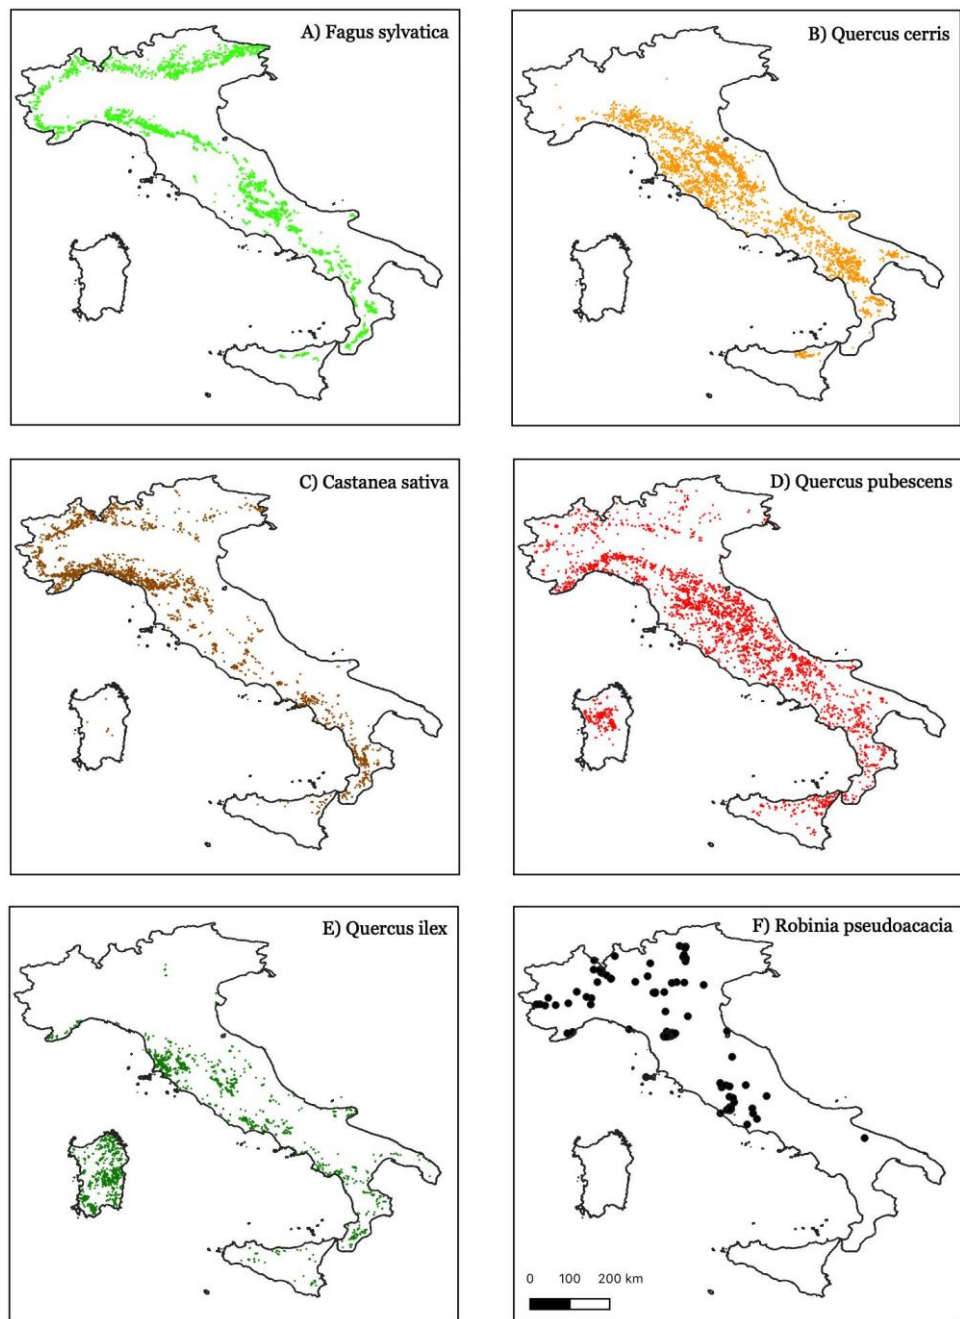 A) Fagus sylvatica
B) Quercus cerris
C) Castanea sativa
D) Quercus pubescens
E) Quercus ilex
F) Robinia pseudoacacia
0 100 200 km